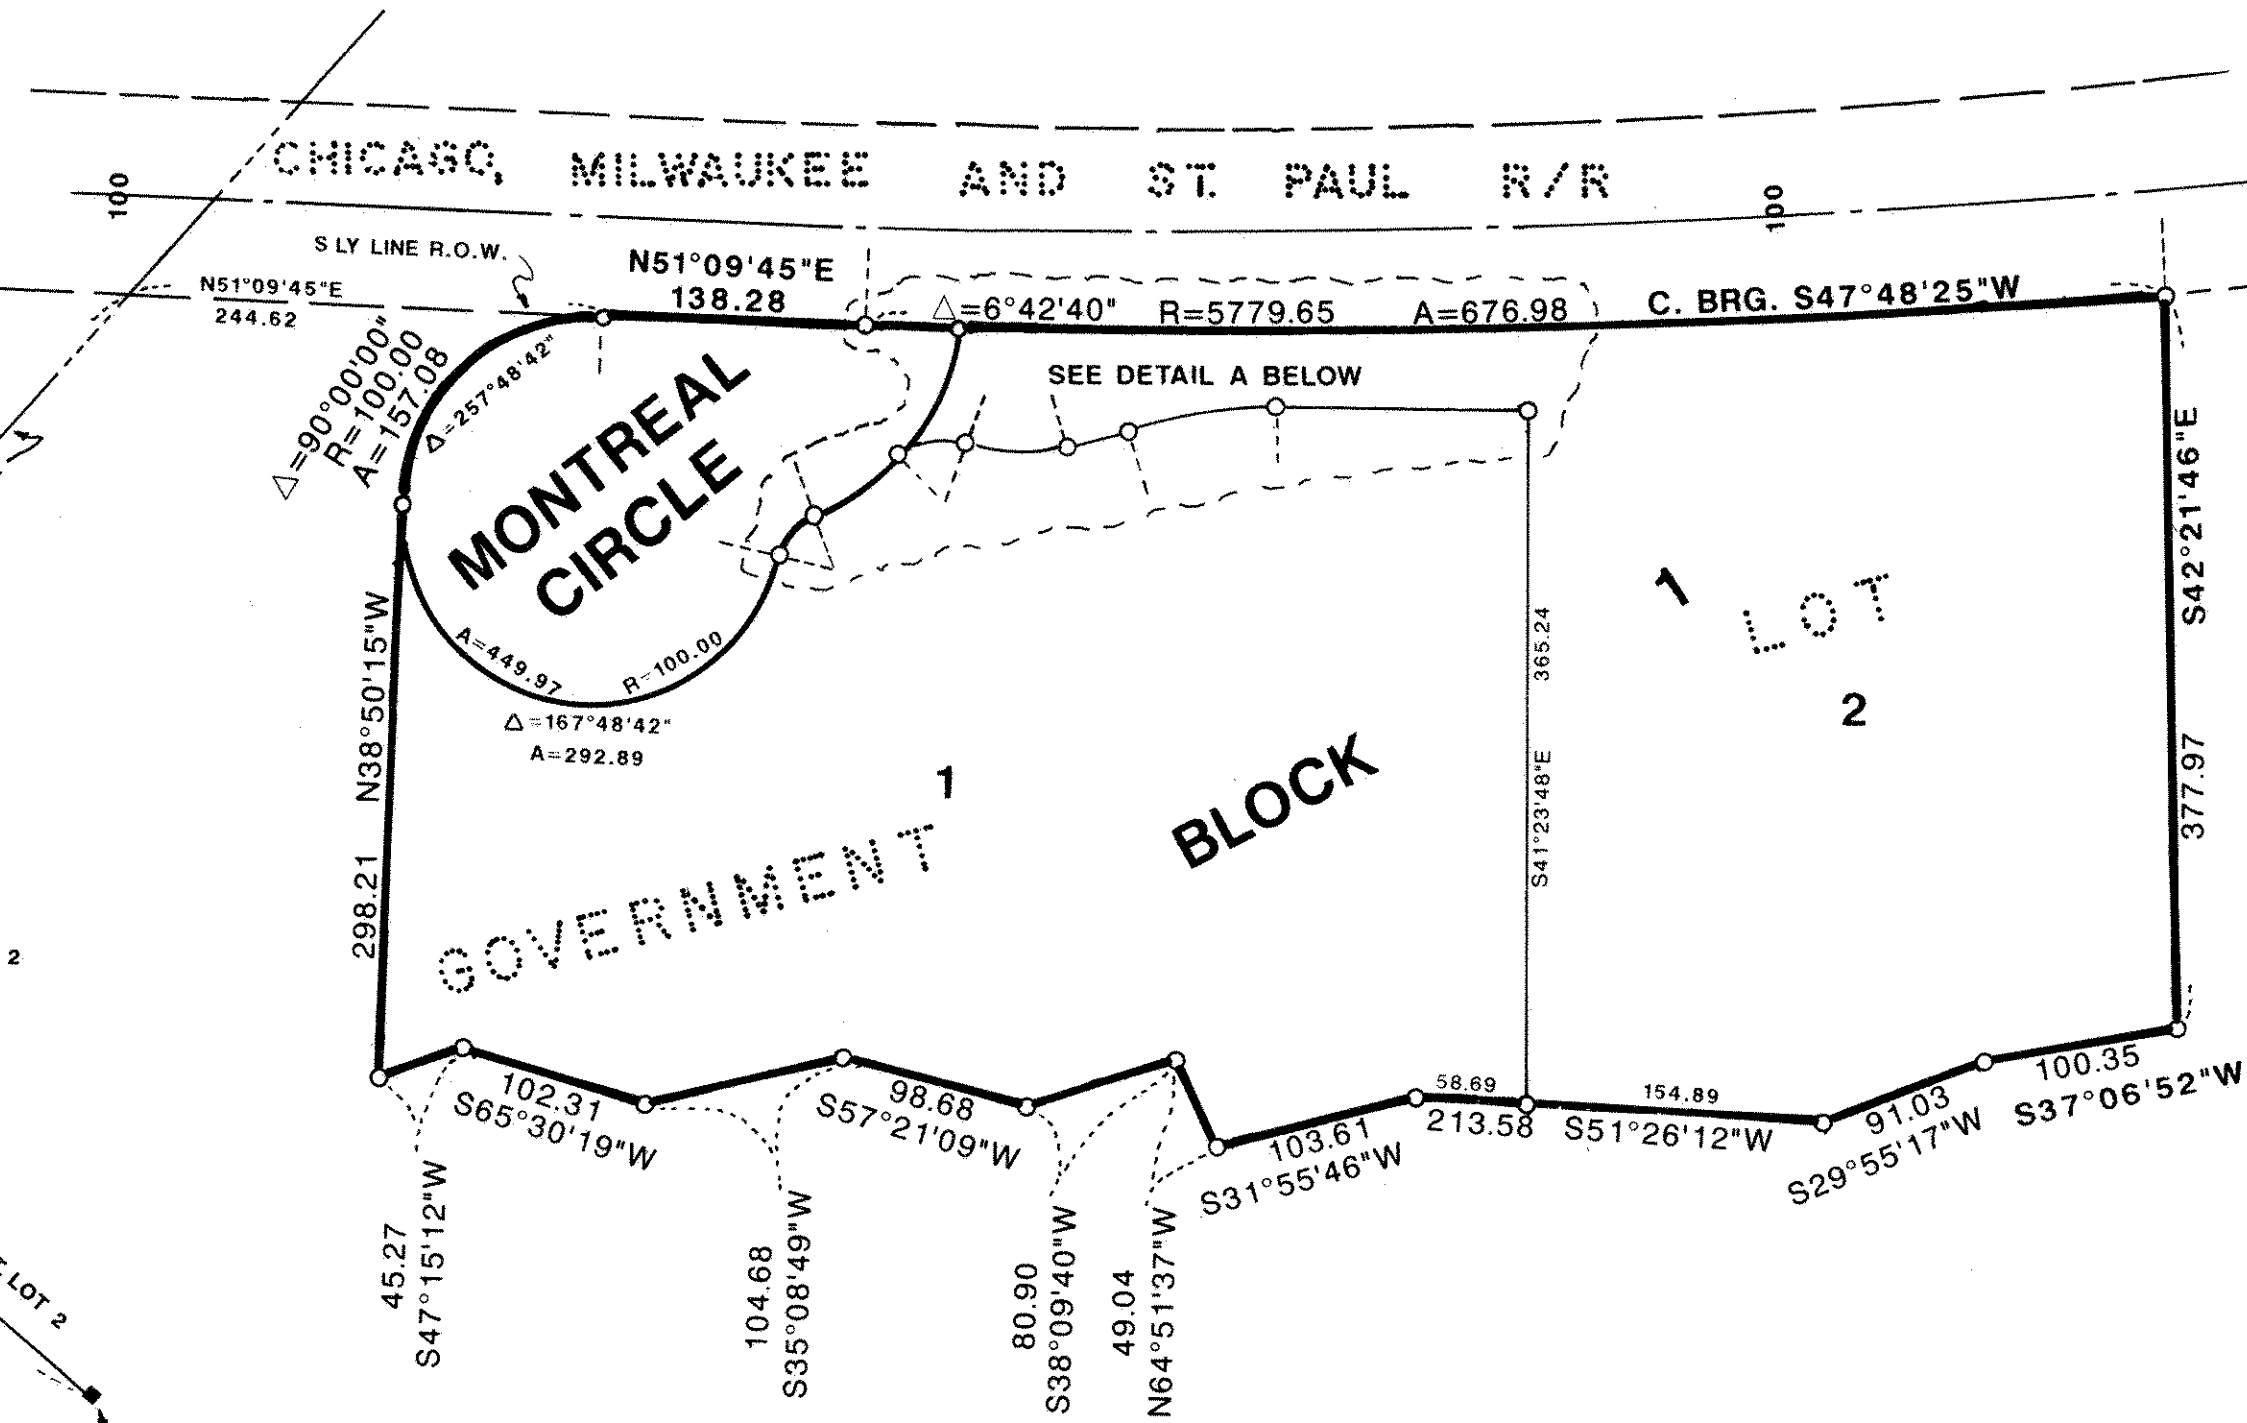 CHICAGO, MILWAUKEE AND ST. PAUL R/R
100
100
S LY LINE R.O.W.
N51°09'45"E
244.62
N51°09'45"E
138.28
△=6°42'40" R=5779.65 A=676.98 C. BRG. S47°48'25"W
SEE DETAIL A BELOW
△=90°00'00"
R=100.00
A=157.08
△=257°48'42"
MONTREAL
CIRCLE
A=449.97 R=100.00
△=167°48'42"
A=292.89
N38°50'15"W
298.21
S42°21'46"E
377.97
365.24
S41°23'48"E
1
LOT
2
1
BLOCK
GOVERNMENT
2
102.31
S65°30'19"W
98.68
S57°21'09"W
103.61
S31°55'46"W
58.69
213.58
154.89
S51°26'12"W
91.03
S29°55'17"W
100.35
S37°06'52"W
45.27
S47°15'12"W
104.68
S35°08'49"W
80.90
S38°09'40"W
49.04
N64°51'37"W
LOT 2